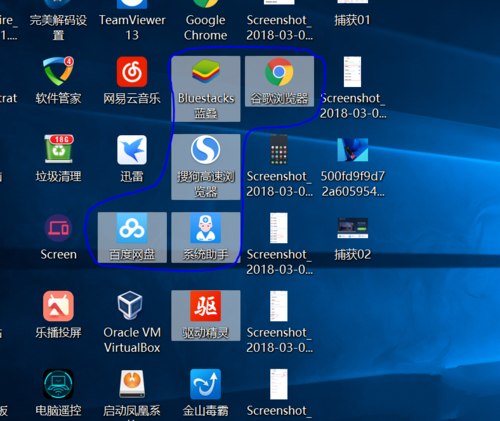 完美解码设
TeamViewer
13
Google
Chrome
Screenshot_
2018-03-0...
捕获01
软件管家
4
网易云音乐
Bluestacks
蓝叠
谷歌浏览器
Screenshot_
2018-03-0...
18G
垃圾清理
迅雷
搜狗高速浏
览器
Screenshot_
2018-03-0...
500fd9f9d7
2a605954...
Screen
百度网盘
系统助手
Screenshot_
2018-03-0...
捕获02
乐播投屏
Oracle VM
VirtualBox
驱
驱动精灵
Screenshot_
2018-03-0...
电脑遥控
启动凤凰系
金山毒霸
Screenshot_